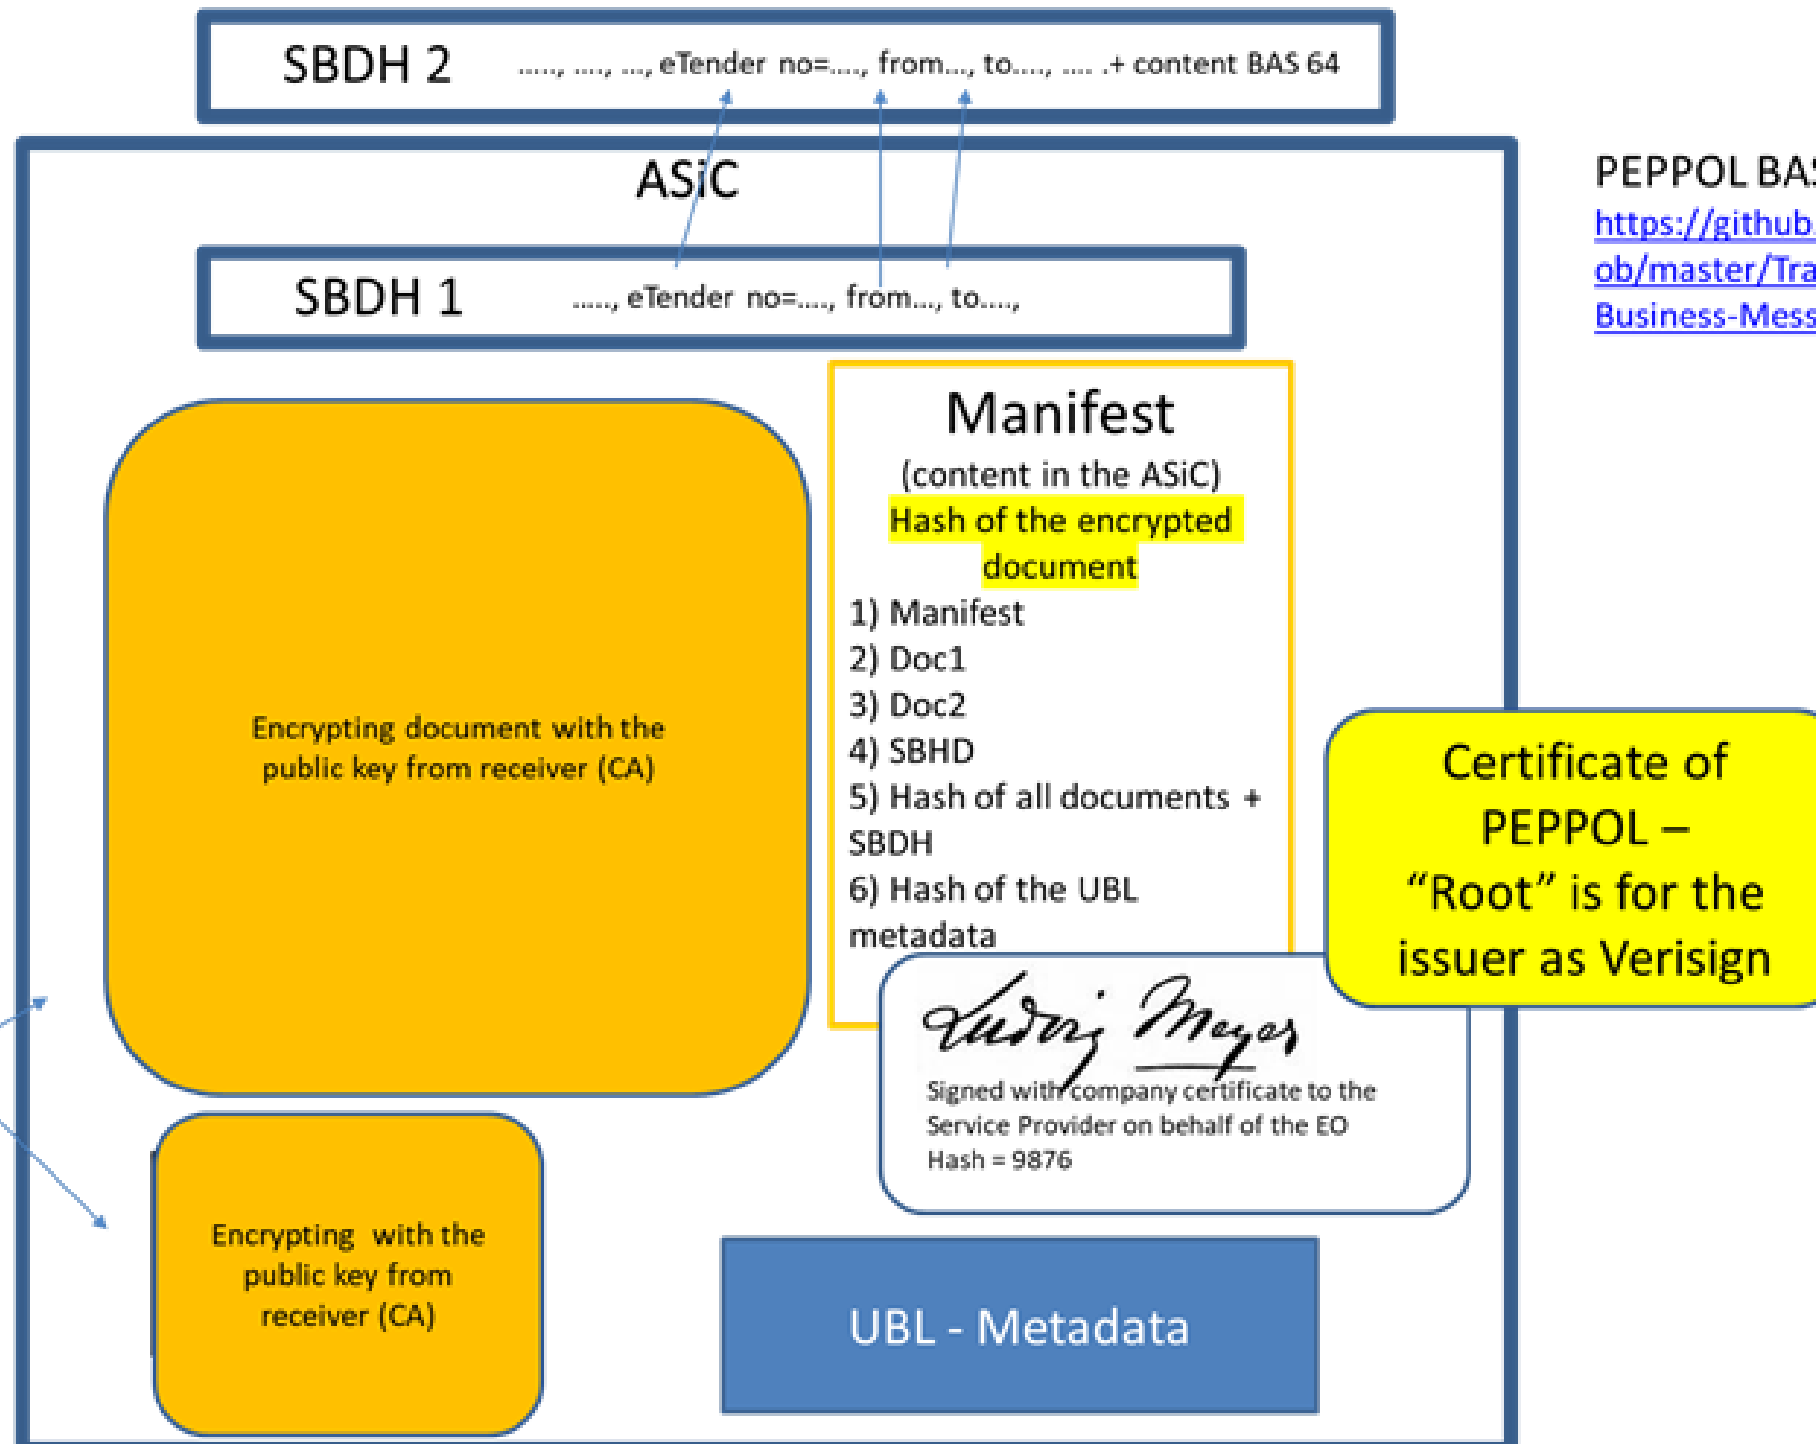 SBDH 2 ....., ...., ..., eTender no=...., from..., to...., .... .+ content BAS 64
ASiC
PEPPOL BAS
https://github.
ob/master/Tra
Business-Mess
SBDH 1 ....., eTender no=...., from..., to....,
Manifest
(content in the ASiC)
Hash of the encrypted
document
1) Manifest
2) Doc1
3) Doc2
4) SBHD
5) Hash of all documents +
SBDH
6) Hash of the UBL
metadata
Encrypting document with the
public key from receiver (CA)
Certificate of
PEPPOL –
“Root” is for the
issuer as Verisign
Signed with company certificate to the
Service Provider on behalf of the EO
Hash = 9876
Encrypting with the
public key from
receiver (CA)
UBL - Metadata